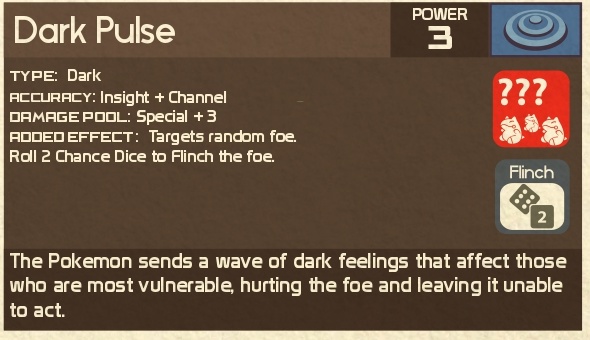 Dark Pulse
POWER
3
TYPE: Dark
ACCURACY: Insight + Channel
DAMAGE POOL: Special + 3
ADDED EFFECT: Targets random foe.
Roll 2 Chance Dice to Flinch the foe.
???
Flinch
2
The Pokemon sends a wave of dark feelings that affect those
who are most vulnerable, hurting the foe and leaving it unable
to act.